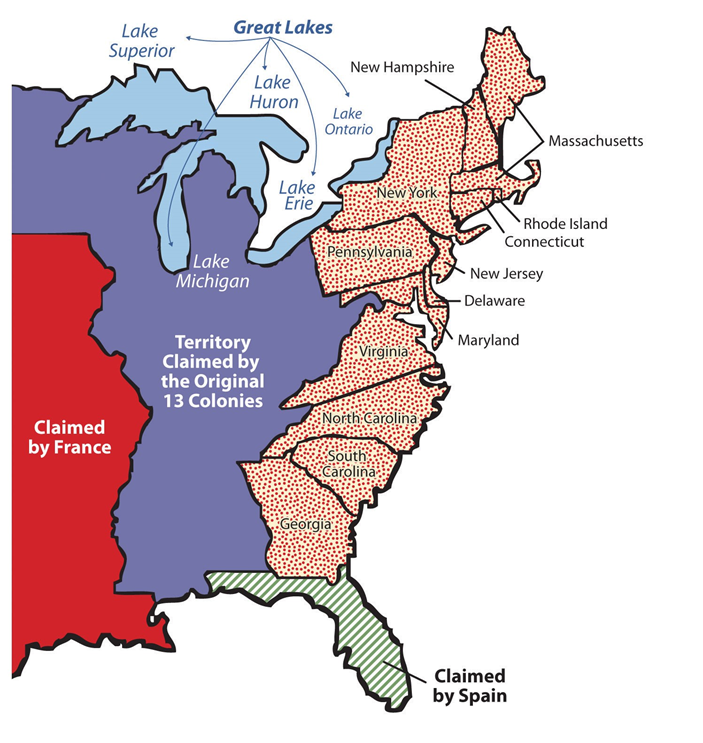 Great Lakes
Lake
Superior
Lake
Huron
Lake
Ontario
Lake
Erie
Lake
Michigan
New Hampshire
Massachusetts
New York
Rhode Island
Connecticut
Pennsylvania
New Jersey
Delaware
Maryland
Virginia
Territory
Claimed by
the Original
13 Colonies
North Carolina
Claimed
by France
South
Carolina
Georgia
Claimed
by Spain